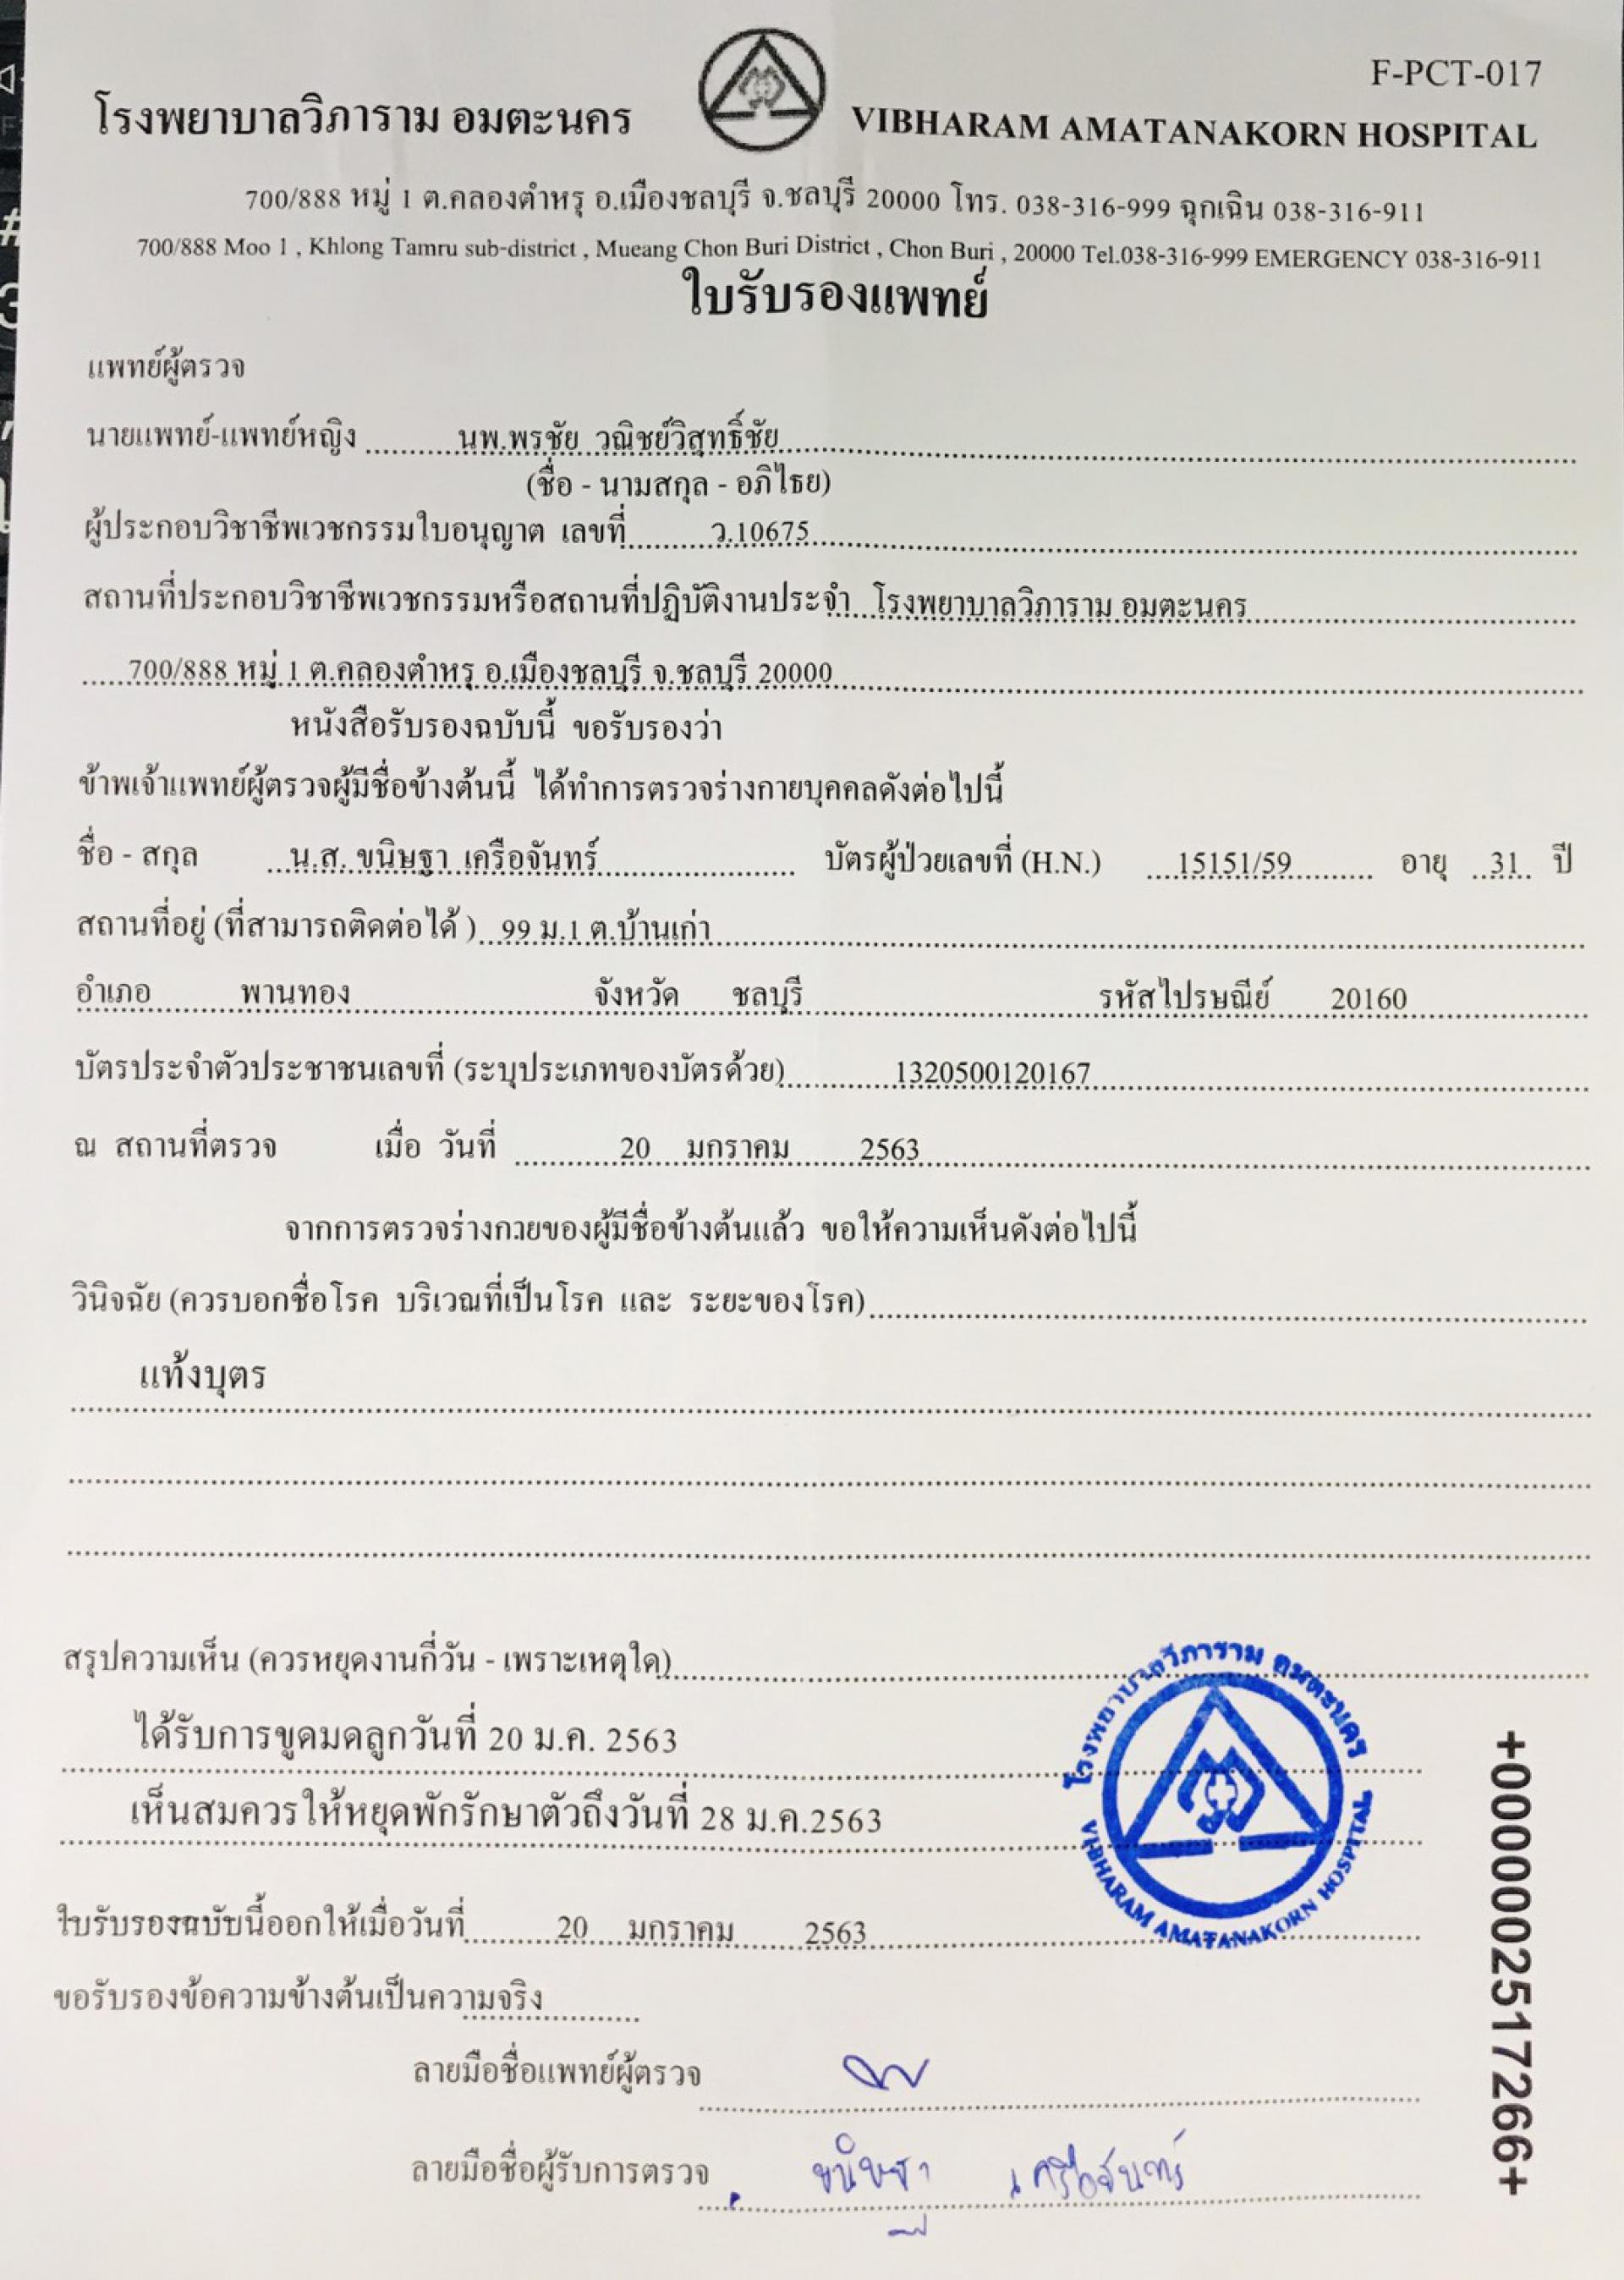 F-PCT-017
โรงพยาบาลวิภาราม อมตะนคร VIBHARAM AMATANAKORN HOSPITAL
700/888 หมู่ 1 ต.คลองตำหรุ อ.เมืองชลบุรี จ.ชลบุรี 20000 โทร. 038-316-999 ฉุกเฉิน 038-316-911
700/888 Moo 1 , Khlong Tamru sub-district , Mueang Chon Buri District , Chon Buri , 20000 Tel.038-316-999 EMERGENCY 038-316-911
ใบรับรองแพทย์
แพทย์ผู้ตรวจ
นายแพทย์-แพทย์หญิง นพ.พรชัย วณิชย์วิสุทธิ์ชัย
(ชื่อ - นามสกุล - อภิไธย)
ผู้ประกอบวิชาชีพเวชกรรมใบอนุญาต เลขที่ ว.10675
สถานที่ประกอบวิชาชีพเวชกรรมหรือสถานที่ปฏิบัติงานประจำ โรงพยาบาลวิภาราม อมตะนคร
700/888 หมู่ 1 ต.คลองตำหรุ อ.เมืองชลบุรี จ.ชลบุรี 20000
หนังสือรับรองฉบับนี้ ขอรับรองว่า
ข้าพเจ้าแพทย์ผู้ตรวจผู้มีชื่อข้างต้นนี้ ได้ทำการตรวจร่างกายบุคคลดังต่อไปนี้
ชื่อ - สกุล น.ส. ขนิษฐา เครือจันทร์ บัตรผู้ป่วยเลขที่ (H.N.) 15151/59 อายุ 31 ปี
สถานที่อยู่ (ที่สามารถติดต่อได้ ) 99 ม.1 ต.บ้านเก่า
อำเภอ พานทอง จังหวัด ชลบุรี รหัสไปรษณีย์ 20160
บัตรประจำตัวประชาชนเลขที่ (ระบุประเภทของบัตรด้วย) 1320500120167
ณ สถานที่ตรวจ เมื่อ วันที่ 20 มกราคม 2563
จากการตรวจร่างกายของผู้มีชื่อข้างต้นแล้ว ขอให้ความเห็นดังต่อไปนี้
วินิจฉัย (ควรบอกชื่อโรค บริเวณที่เป็นโรค และ ระยะของโรค)
แท้งบุตร
สรุปความเห็น (ควรหยุดงานกี่วัน - เพราะเหตุใด)
ได้รับการขูดมดลูกวันที่ 20 ม.ค. 2563
เห็นสมควรให้หยุดพักรักษาตัวถึงวันที่ 28 ม.ค.2563
โรงพยาบาลวิภาราม อมตะนคร
VIBHARAM AMATANAKORN HOSPITAL
ใบรับรองฉบับนี้ออกให้เมื่อวันที่ 20 มกราคม 2563
ขอรับรองข้อความข้างต้นเป็นความจริง
ลายมือชื่อแพทย์ผู้ตรวจ
ลายมือชื่อผู้รับการตรวจ ขนิษฐา เครือจันทร์
+0000002517266+